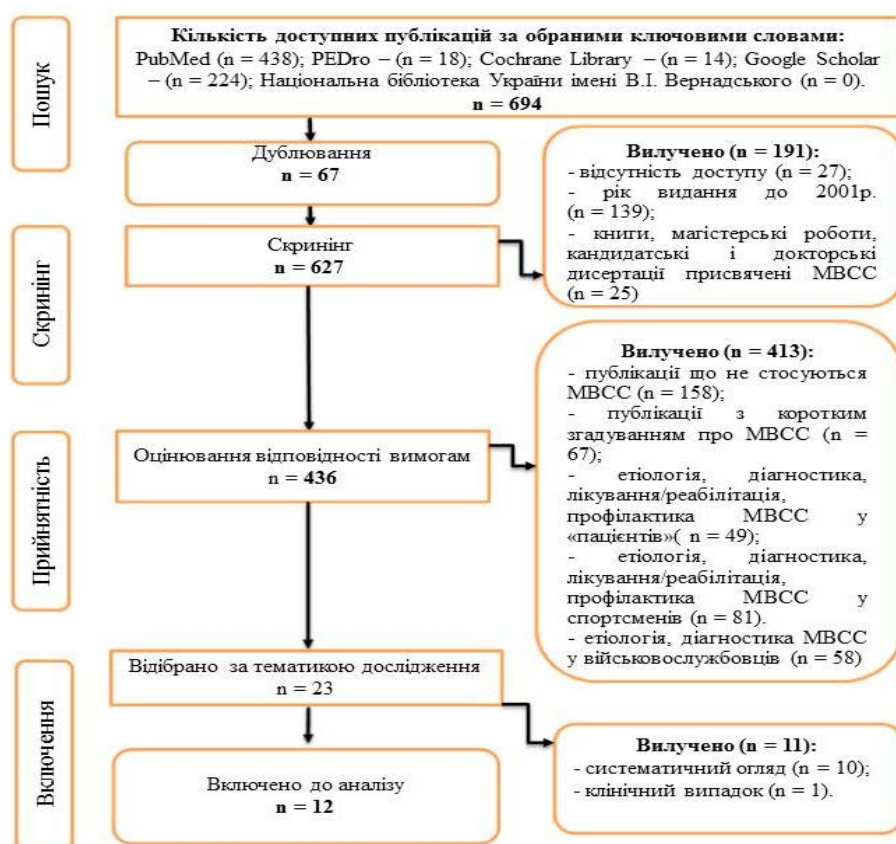 Пошук
Кількість доступних публікацій за обраними ключовими словами:
PubMed (n = 438); PEDro – (n = 18); Cochrane Library – (n = 14); Google Scholar
– (n = 224); Національна бібліотека України імені В.І. Вернадського (n = 0).
n = 694
Дублювання
n = 67
Вилучено (n = 191):
- відсутність доступу (n = 27);
- рік видання до 2001р.
(n = 139);
- книги, магістерські роботи,
кандидатські і докторські
дисертації присвячені МВСС
(n = 25)
Скринінг
Скринінг
n = 627
Вилучено (n = 413):
- публікації що не стосуються
МВСС (n = 158);
- публікації з коротким
згадуванням про МВСС (n =
67);
- етіологія, діагностика,
лікування/реабілітація,
профілактика МВСС у
«пацієнтів»( n = 49);
- етіологія, діагностика,
лікування/реабілітація,
профілактика МВСС у
спортсменів (n = 81).
- етіологія, діагностика МВСС
у військовослужбовців (n = 58)
Прийнятність
Оцінювання відповідності вимогам
n = 436
Включення
Відібрано за тематикою дослідження
n = 23
Вилучено (n = 11):
- систематичний огляд (n = 10);
- клінічний випадок (n = 1).
Включено до аналізу
n = 12